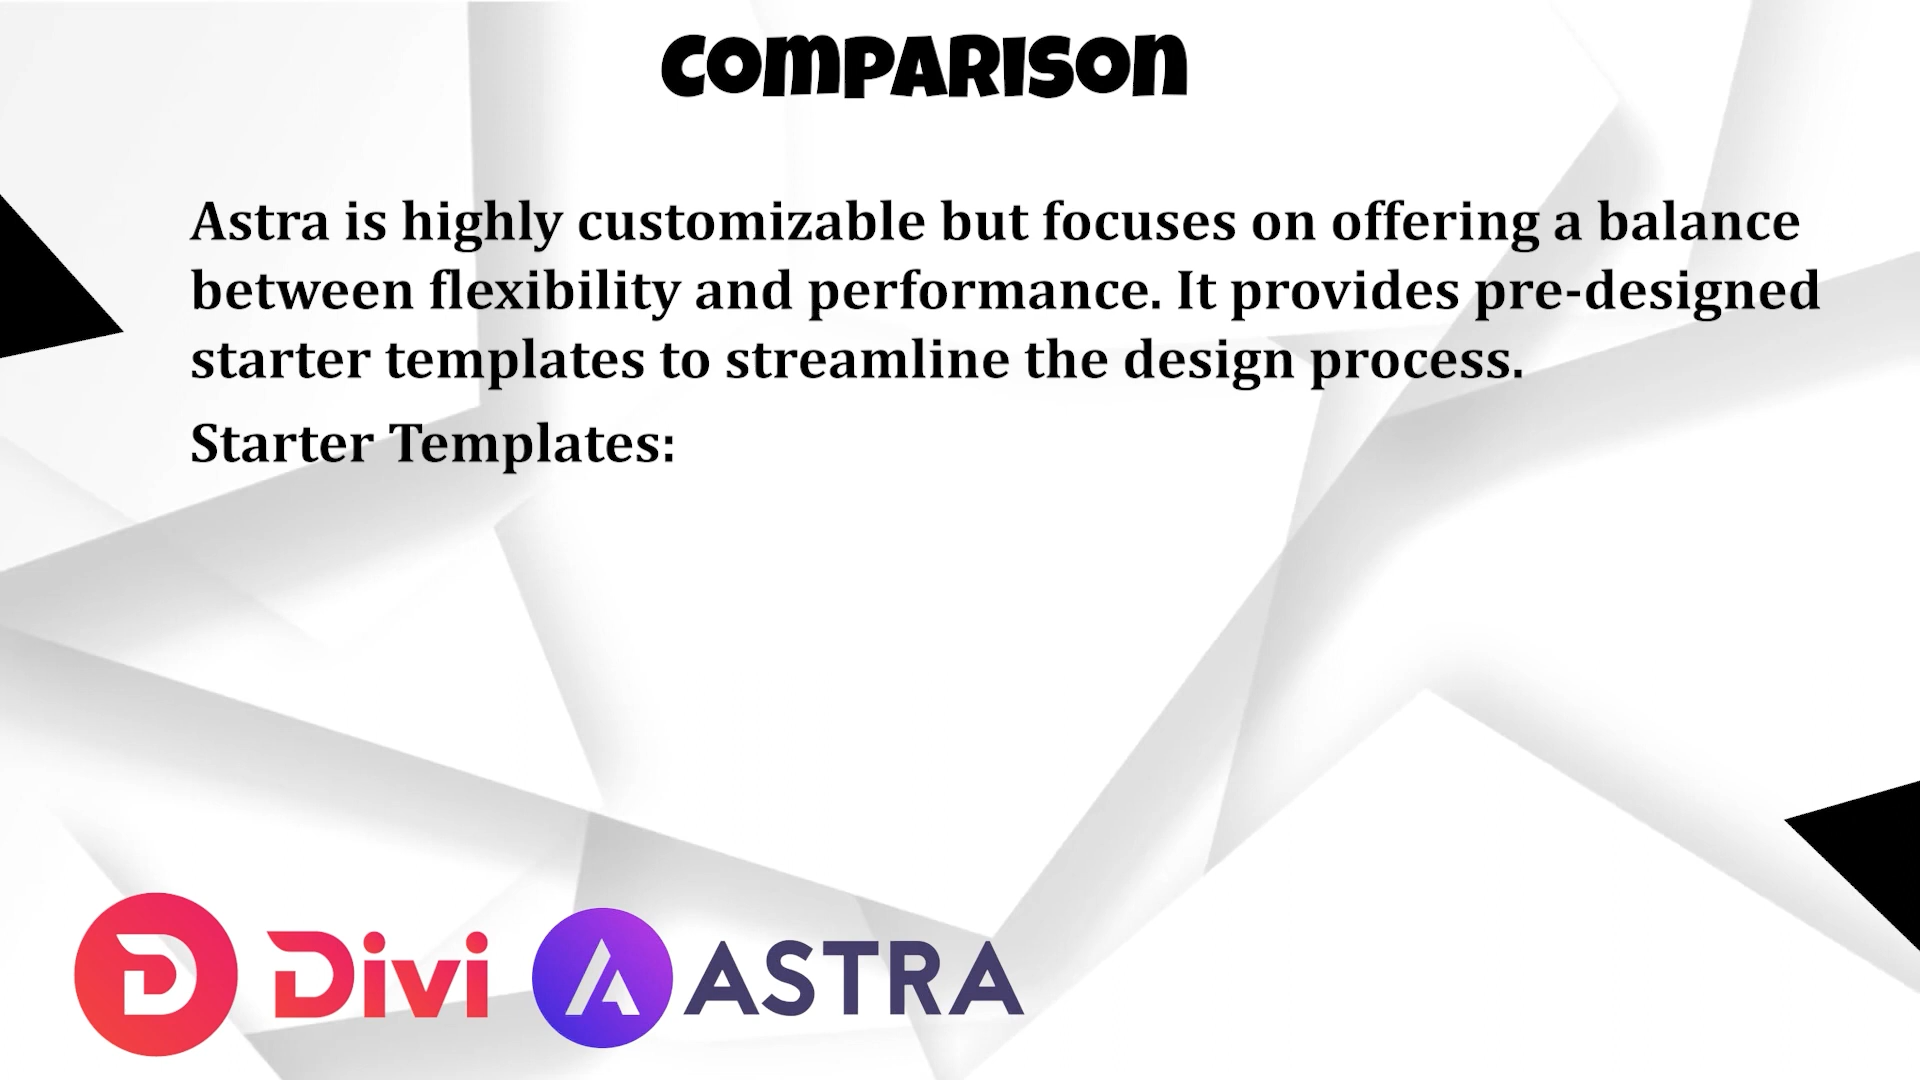 COMPARISON
Astra is highly customizable but focuses on offering a balance
between flexibility and performance. It provides pre-designed
starter templates to streamline the design process.
Starter Templates:
D Divi A ASTRA